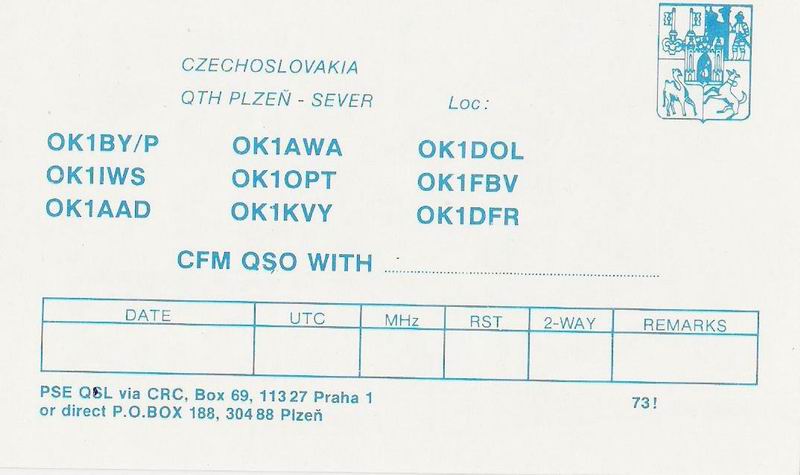 CZECHOSLOVAKIA
QTH PLZEŇ - SEVER Loc:
OK1BY/P OK1AWA OK1DOL
OK1IWS OK1OPT OK1FBV
OK1AAD OK1KVY OK1DFR
CFM QSO WITH
DATE UTC MHz RST 2-WAY REMARKS
PSE QSL via CRC, Box 69, 113 27 Praha 1
73!
or direct P.O.BOX 188, 304 88 Plzeň